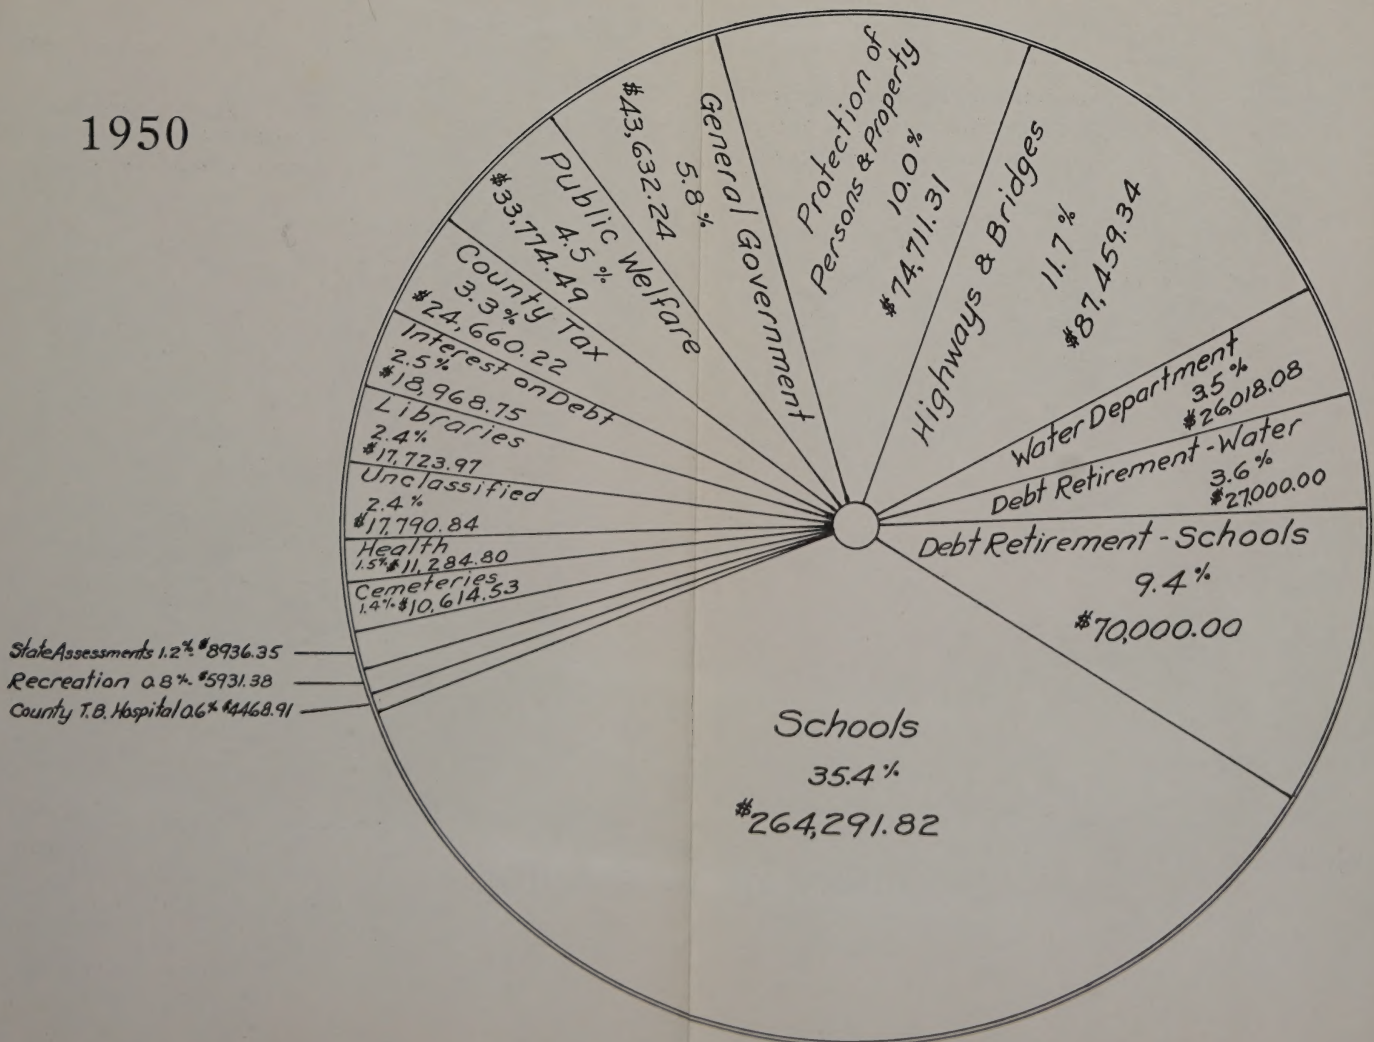 1950
Protection of
Persons & Property
10.0%
$74,711.31
Highways & Bridges
11.7%
$87,459.34
Water Department
3.5%
$26,018.08
Debt Retirement - Water
3.6%
$27,000.00
Debt Retirement - Schools
9.4%
$70,000.00
Schools
35.4%
$264,291.82
County T.B. Hospital 0.6% $4468.91
Recreation 0.8% $5931.38
State Assessments 1.2% $8936.35
Cemeteries
1.4% $10,614.53
Health
1.5% $11,284.80
Unclassified
2.4%
$17,790.84
Libraries
2.4%
$17,723.97
Interest on Debt
2.5%
$18,968.75
County Tax
3.3%
$24,660.22
Public Welfare
4.5%
$33,774.49
General Government
5.8%
$43,632.24